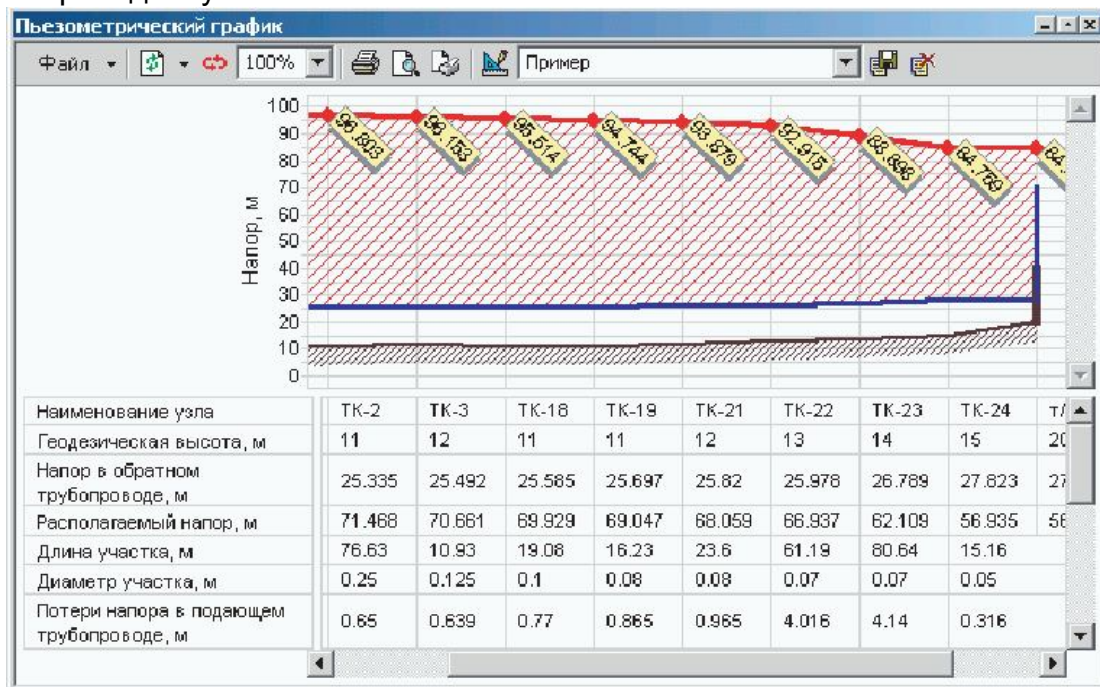 Пьезометрический график
Файл 100% Пример
100
90
80
70
60
50
40
30
20
10
0
Напор, м
96.803 96.153 95.514 94.744 93.879 92.915 88.898 84.759 84.
Наименование узла ТК-2 ТК-3 ТК-18 ТК-19 ТК-21 ТК-22 ТК-23 ТК-24 т/
Геодезическая высота, м 11 12 11 11 12 13 14 15 20
Напор в обратном
трубопроводе, м 25.335 25.492 25.585 25.697 25.82 25.978 26.789 27.823 27
Располагаемый напор, м 71.468 70.661 69.929 69.047 68.059 66.937 62.109 56.935 56
Длина участка, м 76.63 10.93 19.08 16.23 23.6 61.19 80.64 15.16
Диаметр участка, м 0.25 0.125 0.1 0.08 0.08 0.07 0.07 0.05
Потери напора в подающем
трубопроводе, м 0.65 0.639 0.77 0.865 0.965 4.016 4.14 0.316